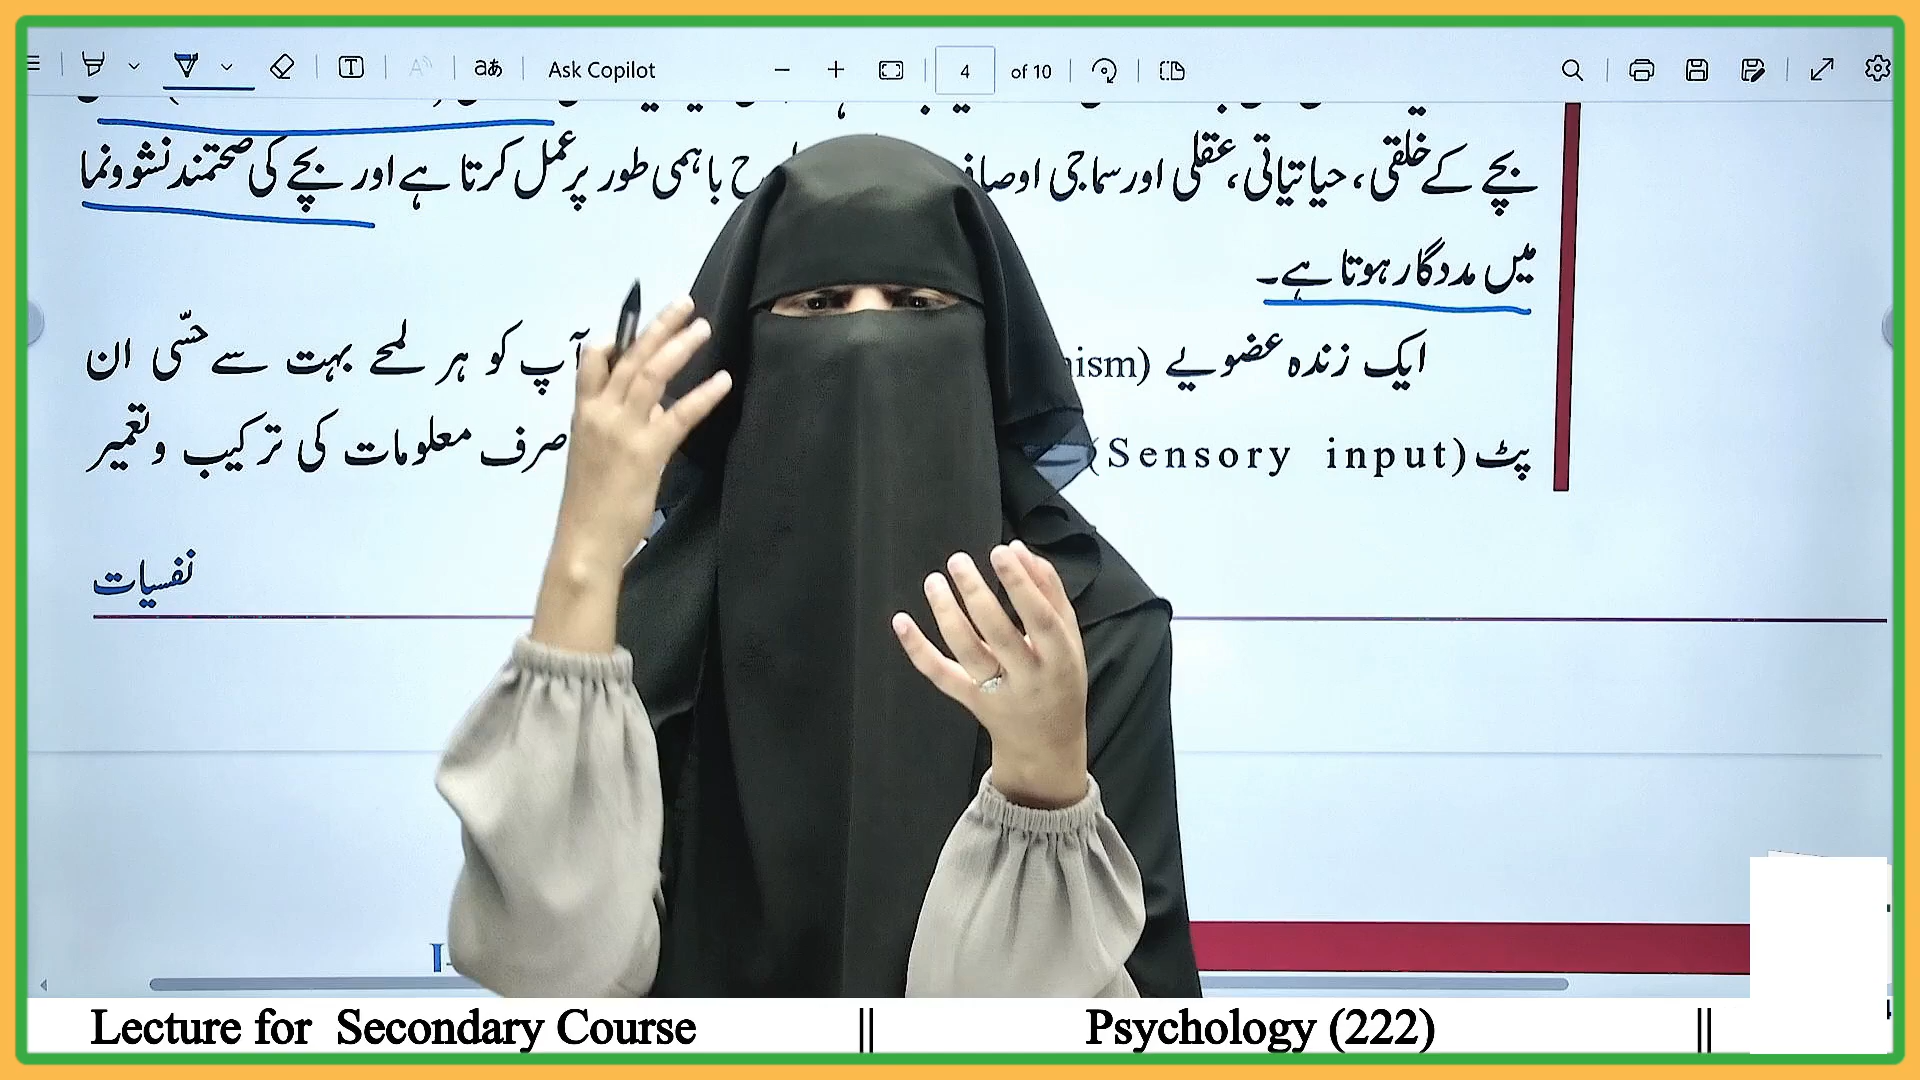 Ask Copilot 4 of 10
بچے کے خلقی، حیاتیاتی، عقلی اور سماجی باہمی طور پر عمل کرتا ہے اور بچے کی صحتمند نشوونما
میں مددگار ہوتا ہے۔
ایک زندہ عضویے آپ کو ہر لمحے بہت سے حسّی ان
پٹ (Sensory input) صرف معلومات کی ترکیب و تعمیر
نفسیات
Lecture for Secondary Course || Psychology (222) ||